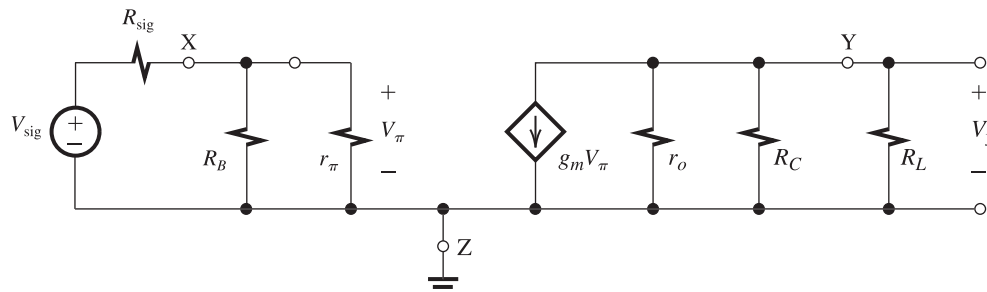 R_sig
X
Y
V_sig
+
−
R_B
r_π
+
V_π
−
g_mV_π
r_o
R_C
R_L
+
−
Z